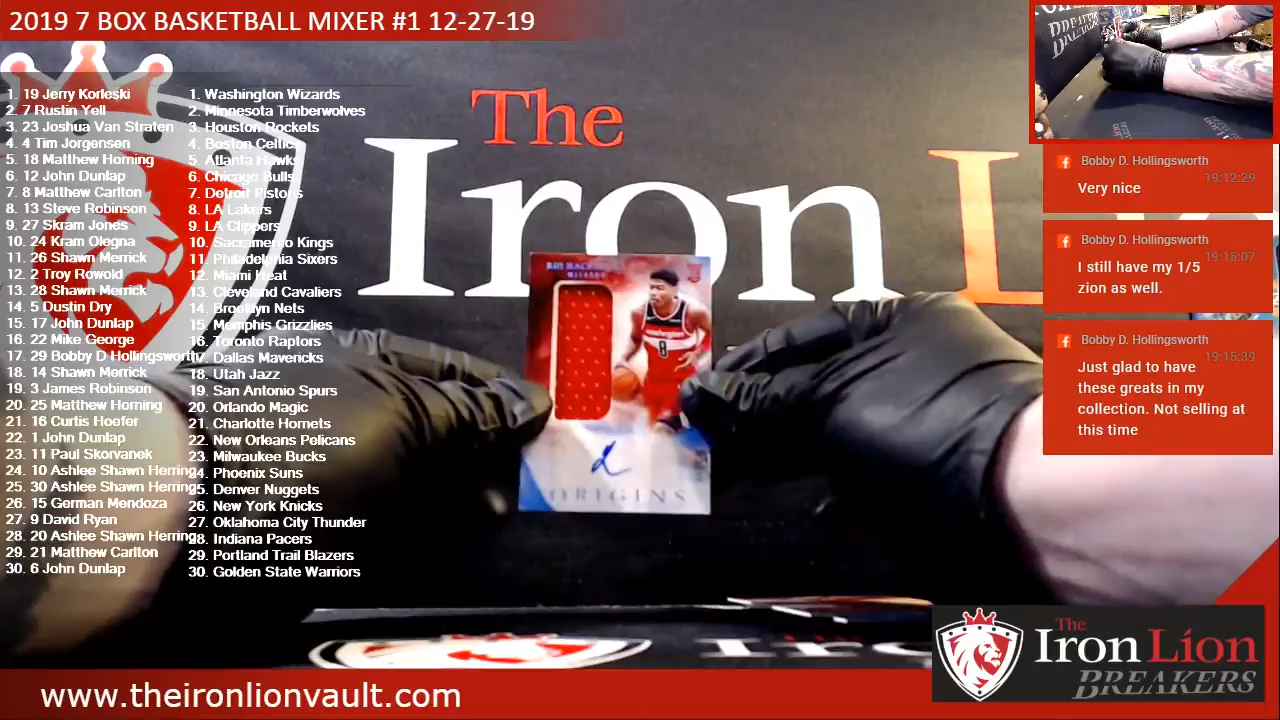 2019 7 BOX BASKETBALL MIXER #1 12-27-19
1. 19 Jerry Korleski
2. 7 Rustin Yell
3. 23 Joshua Van Straten
4. 4 Tim Jorgensen
5. 18 Matthew Horning
6. 12 John Dunlap
7. 8 Matthew Carlton
8. 13 Steve Robinson
9. 27 Skram Jones
10. 24 Kram Olegna
11. 26 Shawn Merrick
12. 2 Troy Rowold
13. 28 Shawn Merrick
14. 5 Dustin Dry
15. 17 John Dunlap
16. 22 Mike George
17. 29 Bobby D Hollingsworth
18. 14 Shawn Merrick
19. 3 James Robinson
20. 25 Matthew Horning
21. 16 Curtis Hoefer
22. 1 John Dunlap
23. 11 Paul Skorvanek
24. 10 Ashlee Shawn Herring
25. 30 Ashlee Shawn Herring
26. 15 German Mendoza
27. 9 David Ryan
28. 20 Ashlee Shawn Herring
29. 21 Matthew Carlton
30. 6 John Dunlap
1. Washington Wizards
2. Minnesota Timberwolves
3. Houston Rockets
4. Boston Celtics
5. Atlanta Hawks
6. Chicago Bulls
7. Detroit Pistons
8. LA Lakers
9. LA Clippers
10. Sacramento Kings
11. Philadelphia Sixers
12. Miami Heat
13. Cleveland Cavaliers
14. Brooklyn Nets
15. Memphis Grizzlies
16. Toronto Raptors
17. Dallas Mavericks
18. Utah Jazz
19. San Antonio Spurs
20. Orlando Magic
21. Charlotte Hornets
22. New Orleans Pelicans
23. Milwaukee Bucks
24. Phoenix Suns
25. Denver Nuggets
26. New York Knicks
27. Oklahoma City Thunder
28. Indiana Pacers
29. Portland Trail Blazers
30. Golden State Warriors
The
Iron L
8
ORIGINS
BREAKERS
Bobby D. Hollingsworth
19:12:29
Very nice
Bobby D. Hollingsworth
19:15:07
I still have my 1/5
zion as well.
Bobby D. Hollingsworth
19:15:39
Just glad to have
these greats in my
collection. Not selling at
this time
The
Iron Lion
BREAKERS
www.theironlionvault.com